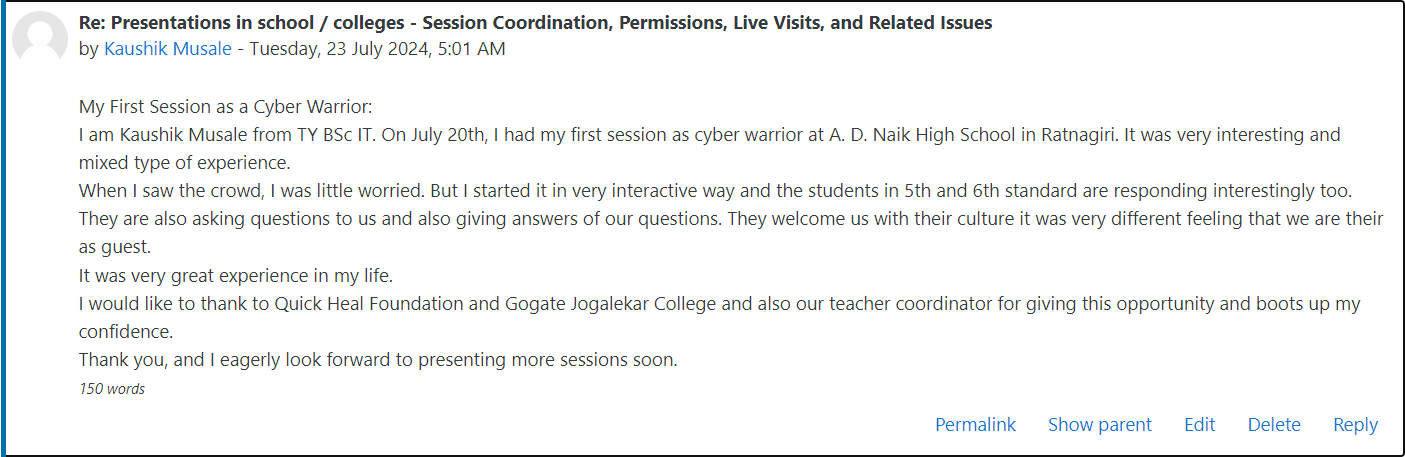 Re: Presentations in school / colleges - Session Coordination, Permissions, Live Visits, and Related Issues
by Kaushik Musale - Tuesday, 23 July 2024, 5:01 AM
My First Session as a Cyber Warrior:
I am Kaushik Musale from TY BSc IT. On July 20th, I had my first session as cyber warrior at A. D. Naik High School in Ratnagiri. It was very interesting and
mixed type of experience.
When I saw the crowd, I was little worried. But I started it in very interactive way and the students in 5th and 6th standard are responding interestingly too.
They are also asking questions to us and also giving answers of our questions. They welcome us with their culture it was very different feeling that we are their
as guest.
It was very great experience in my life.
I would like to thank to Quick Heal Foundation and Gogate Jogalekar College and also our teacher coordinator for giving this opportunity and boots up my
confidence.
Thank you, and I eagerly look forward to presenting more sessions soon.
150 words
Permalink Show parent Edit Delete Reply